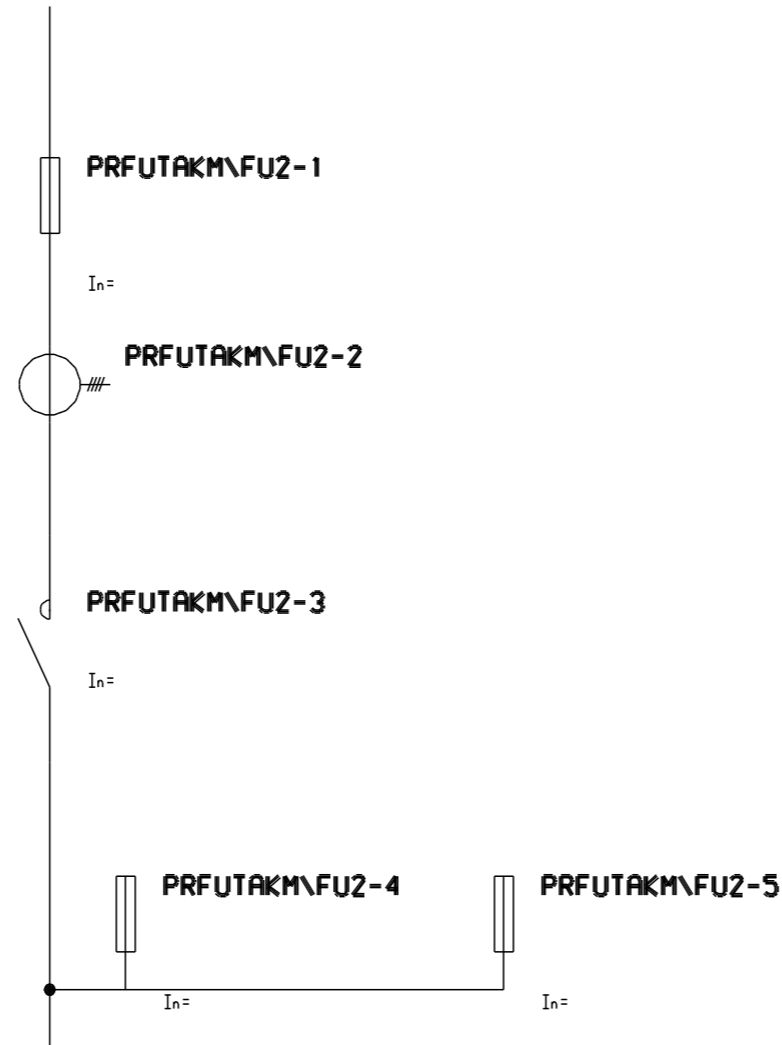 PRFUTAKM\FU2-1
In=
PRFUTAKM\FU2-2
PRFUTAKM\FU2-3
In=
PRFUTAKM\FU2-4
PRFUTAKM\FU2-5
In=
In=